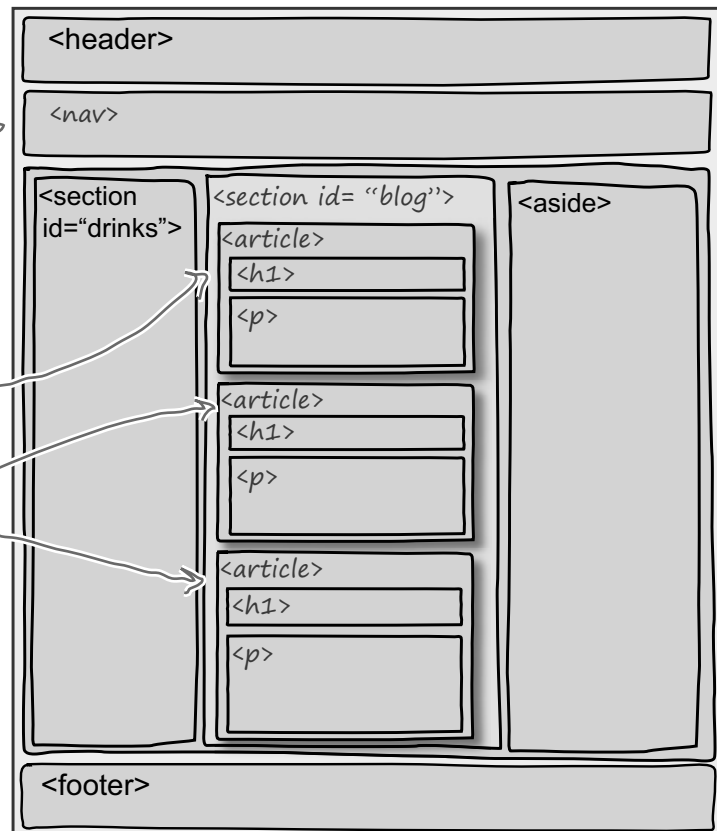 <header>
<nav>
<section
id=“drinks”>
<section id= “blog”>
<article>
<h1>
<p>
<article>
<h1>
<p>
<article>
<h1>
<p>
<aside>
<footer>